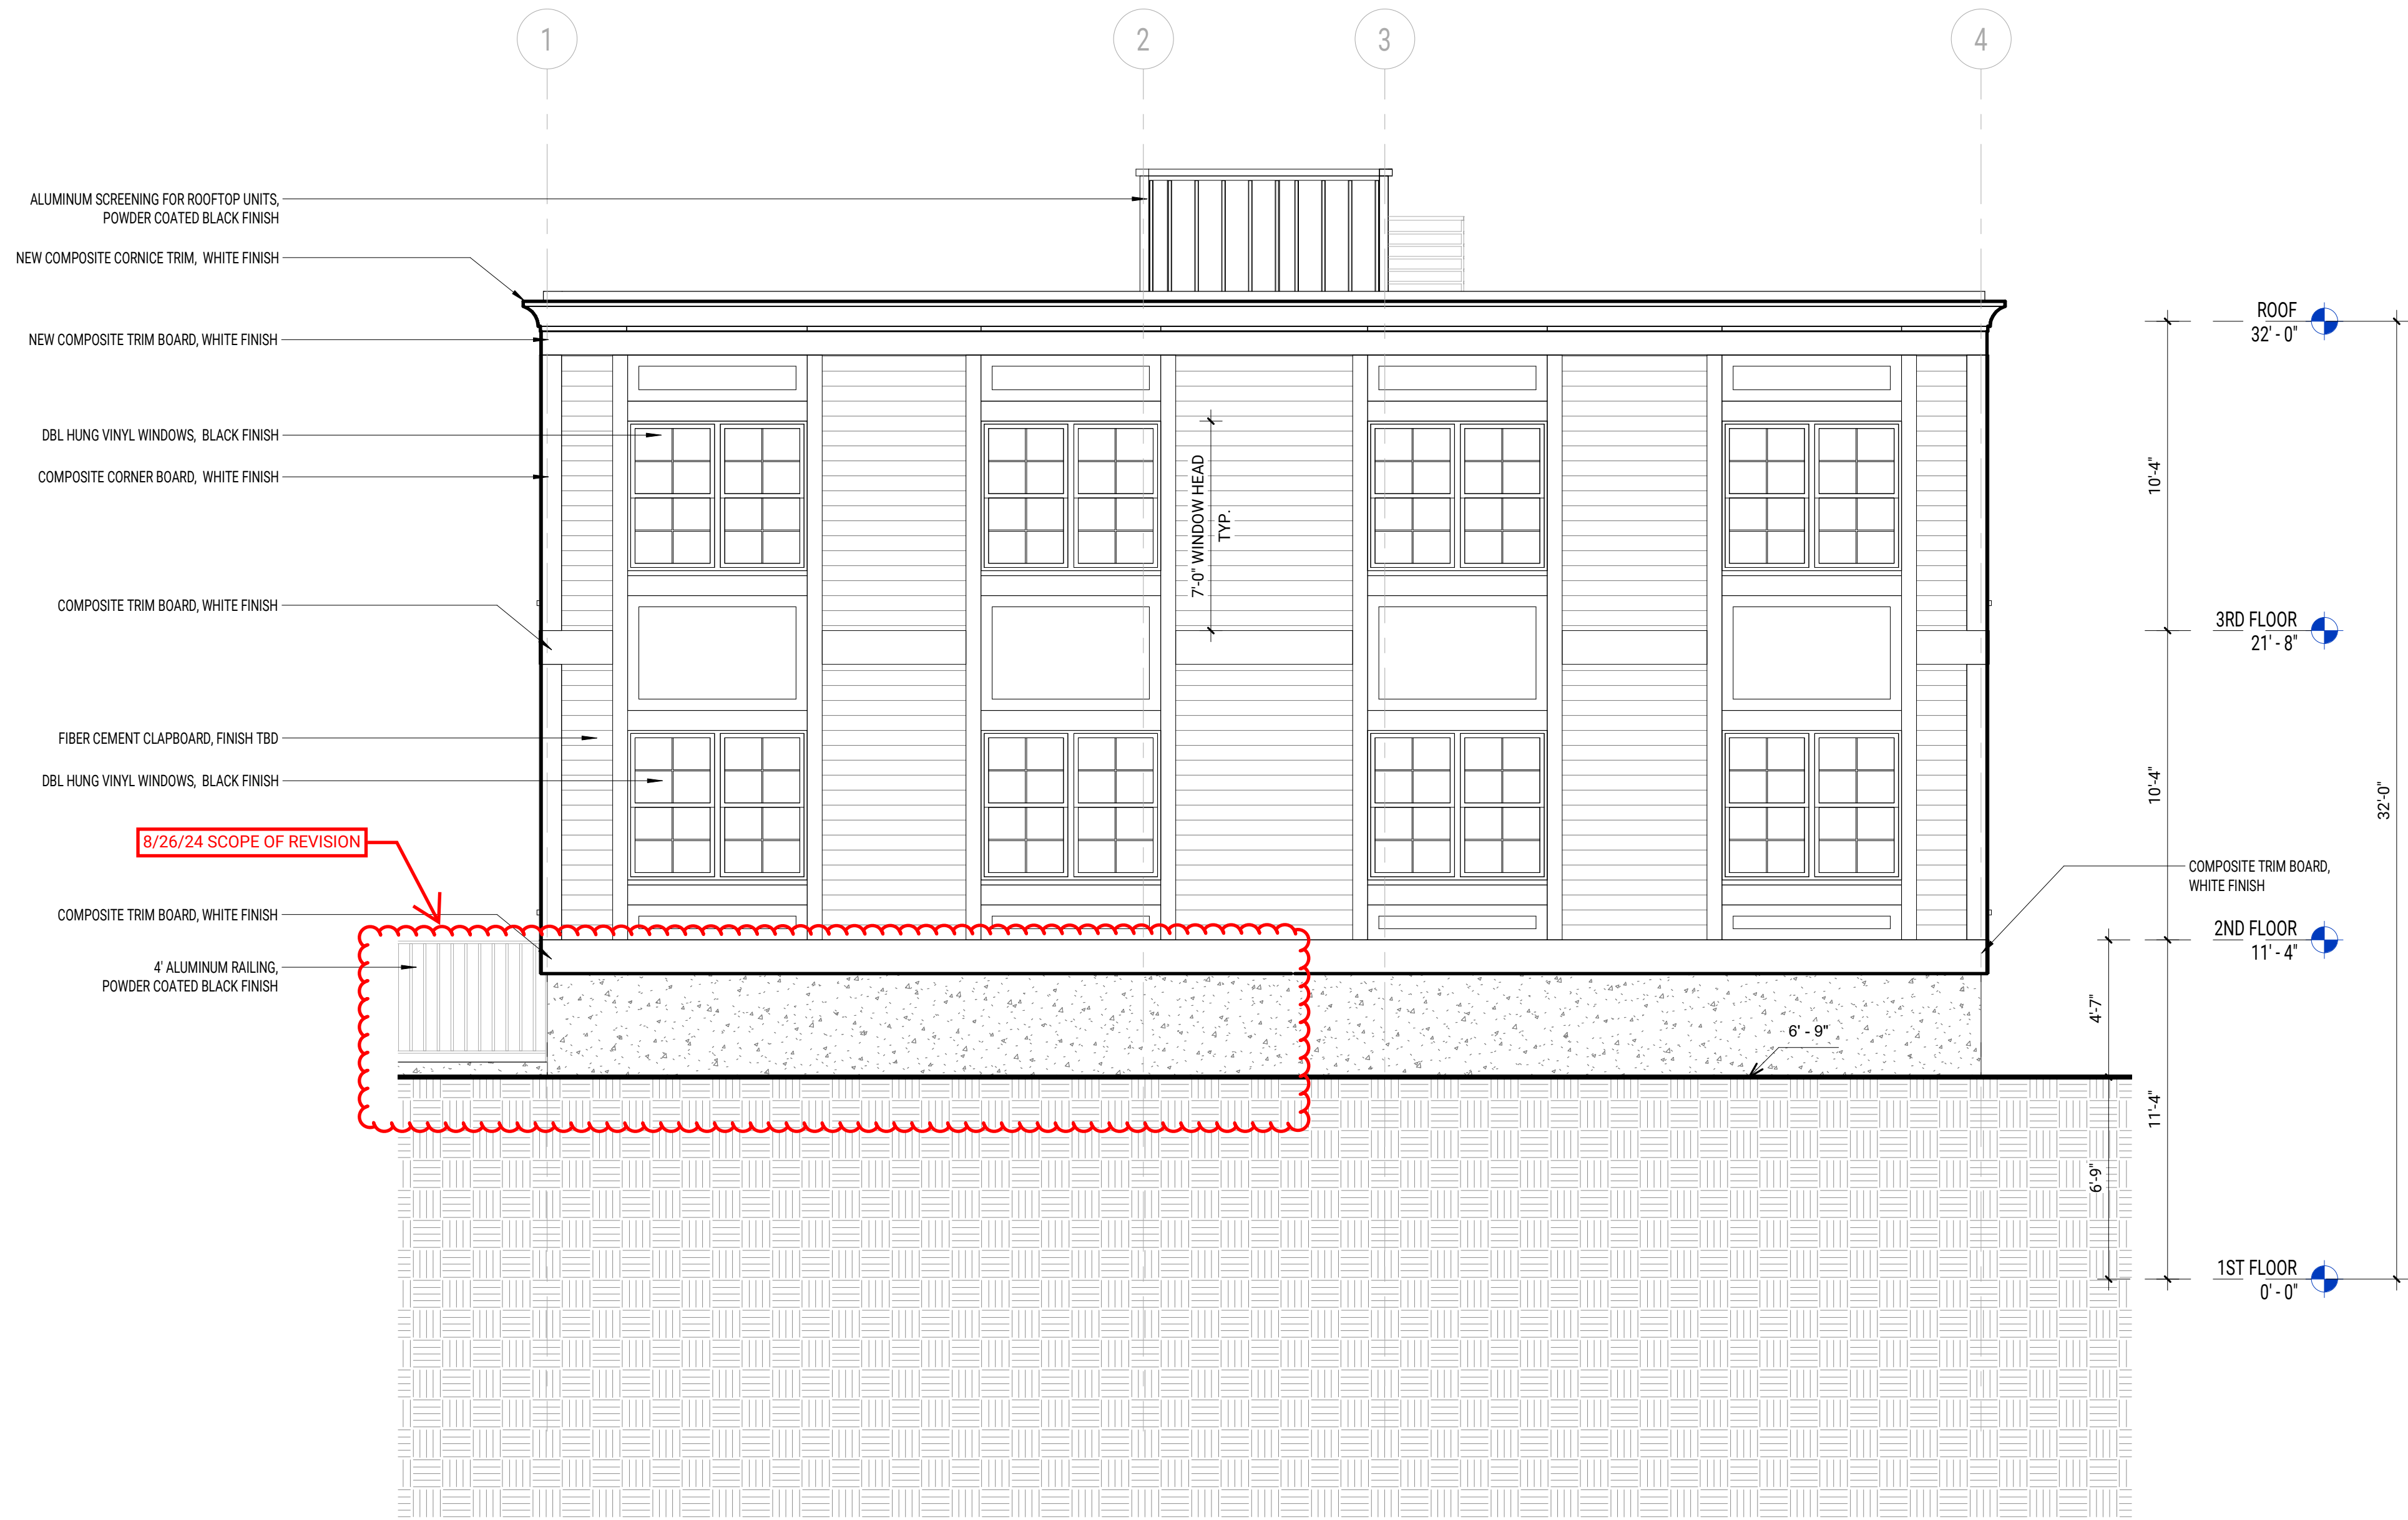 1
2
3
4
ALUMINUM SCREENING FOR ROOFTOP UNITS,
POWDER COATED BLACK FINISH
NEW COMPOSITE CORNICE TRIM, WHITE FINISH
NEW COMPOSITE TRIM BOARD, WHITE FINISH
DBL HUNG VINYL WINDOWS, BLACK FINISH
COMPOSITE CORNER BOARD, WHITE FINISH
COMPOSITE TRIM BOARD, WHITE FINISH
FIBER CEMENT CLAPBOARD, FINISH TBD
DBL HUNG VINYL WINDOWS, BLACK FINISH
8/26/24 SCOPE OF REVISION
COMPOSITE TRIM BOARD, WHITE FINISH
4' ALUMINUM RAILING,
POWDER COATED BLACK FINISH
7'-0" WINDOW HEAD
TYP.
6' - 9"
COMPOSITE TRIM BOARD,
WHITE FINISH
4'-7"
6'-9"
10'-4"
10'-4"
11'-4"
ROOF
32' - 0"
3RD FLOOR
21' - 8"
2ND FLOOR
11' - 4"
1ST FLOOR
0' - 0"
32'-0"